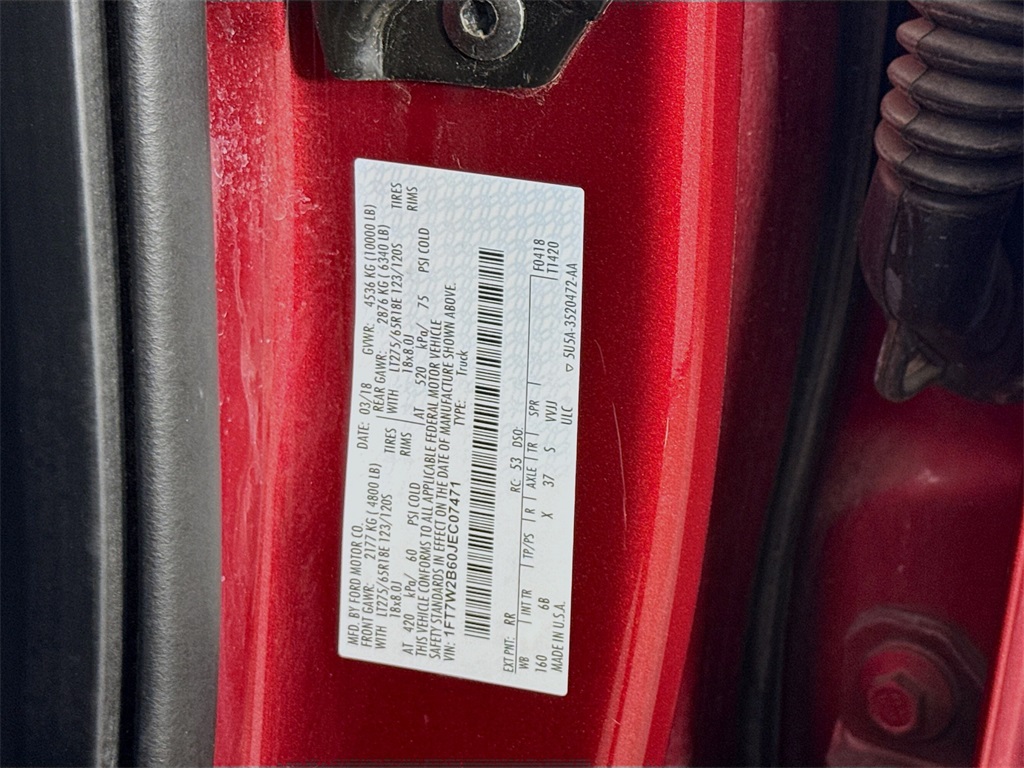 MFD. BY FORD MOTOR CO.
DATE: 03/18 GVWR: 4536 KG (10000 LB)
FRONT GAWR: 2177 KG ( 4800 LB)
REAR GAWR: 2876 KG ( 6340 LB)
WITH LT275/65R18E 123/120S TIRES
WITH LT275/65R18E 123/120S TIRES
18x8.0J RIMS
18x8.0J RIMS
AT 420 kPa/ 60 PSI COLD
AT 520 kPa/ 75 PSI COLD
THIS VEHICLE CONFORMS TO ALL APPLICABLE FEDERAL MOTOR VEHICLE
SAFETY STANDARDS IN EFFECT ON THE DATE OF MANUFACTURE SHOWN ABOVE.
VIN: 1FT7W2B60JEC07471
TYPE: Truck
EXT PNT: RR RC: 53 DSO: F0418
WB INT TR TP/PS R AXLE TR SPR T1420
160 6B X 37 S VVJJ
MADE IN U.S.A. ULC ▽ 5U5A-3520472-AA